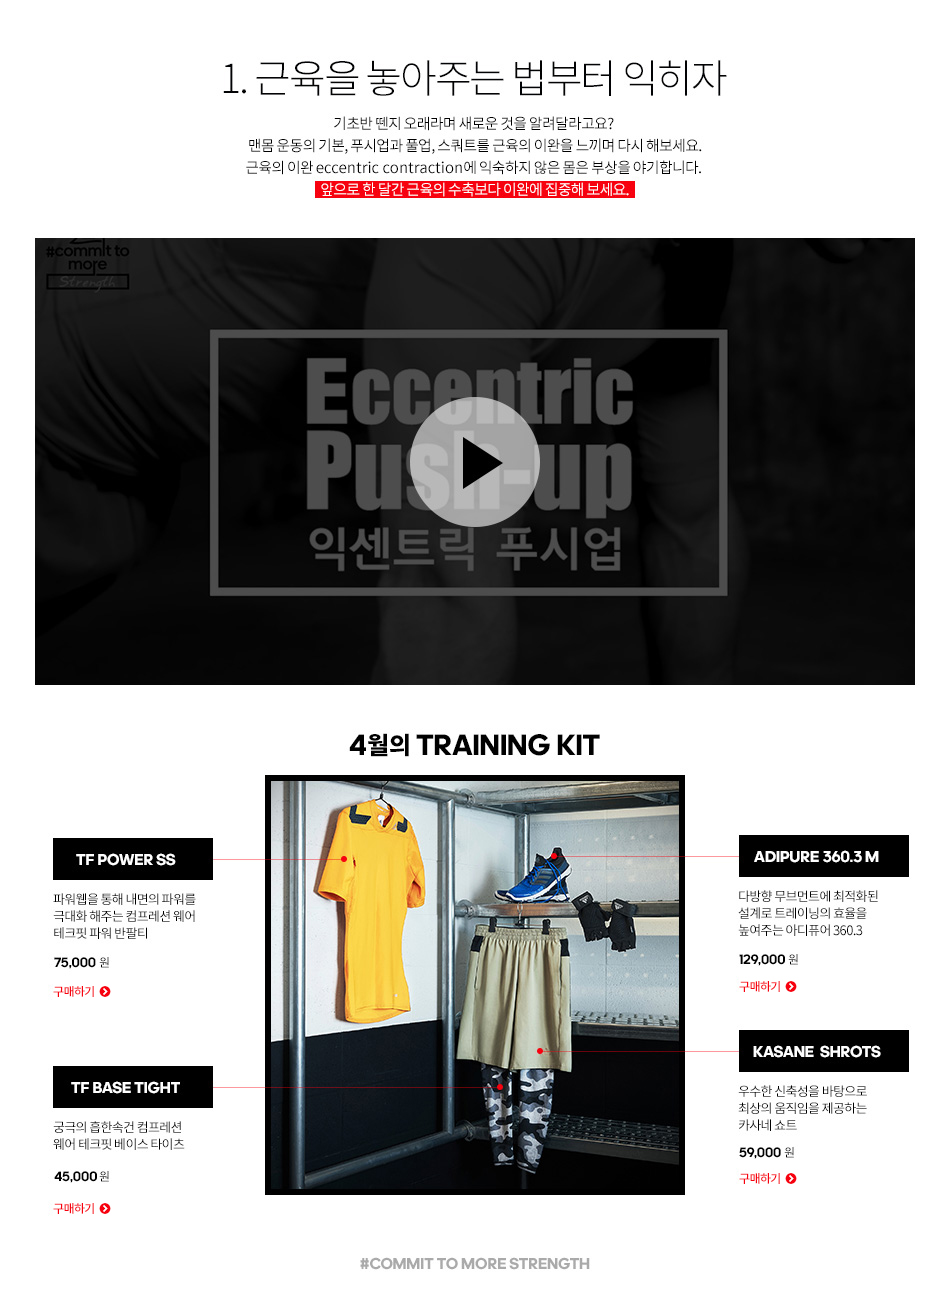 1. 근육을 놓아주는 법부터 익히자
기초반 뗀지 오래라며 새로운 것을 알려달라고요?
맨몸 운동의 기본, 푸시업과 풀업, 스쿼트를 근육의 이완을 느끼며 다시 해보세요.
근육의 이완 eccentric contraction에 익숙하지 않은 몸은 부상을 야기합니다.
앞으로 한 달간 근육의 수축보다 이완에 집중해 보세요.
#commit to
more
Strength
Eccentric
Push-up
익센트릭 푸시업
4월의 TRAINING KIT
TF POWER SS
파워웹을 통해 내면의 파워를
극대화 해주는 컴프레션 웨어
테크핏 파워 반팔티
75,000 원
구매하기
ADIPURE 360.3 M
다방향 무브먼트에 최적화된
설계로 트레이닝의 효율을
높여주는 아디퓨어 360.3
129,000 원
구매하기
TF BASE TIGHT
궁극의 흡한속건 컴프레션
웨어 테크핏 베이스 타이츠
45,000 원
구매하기
KASANE SHROTS
우수한 신축성을 바탕으로
최상의 움직임을 제공하는
카사네 쇼트
59,000 원
구매하기
#COMMIT TO MORE STRENGTH